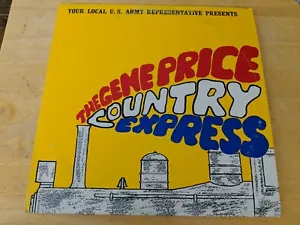 YOUR LOCAL U.S. ARMY REPRESENTATIVE PRESENTS
THE GENE PRICE
COUNTRY
EXPRESS